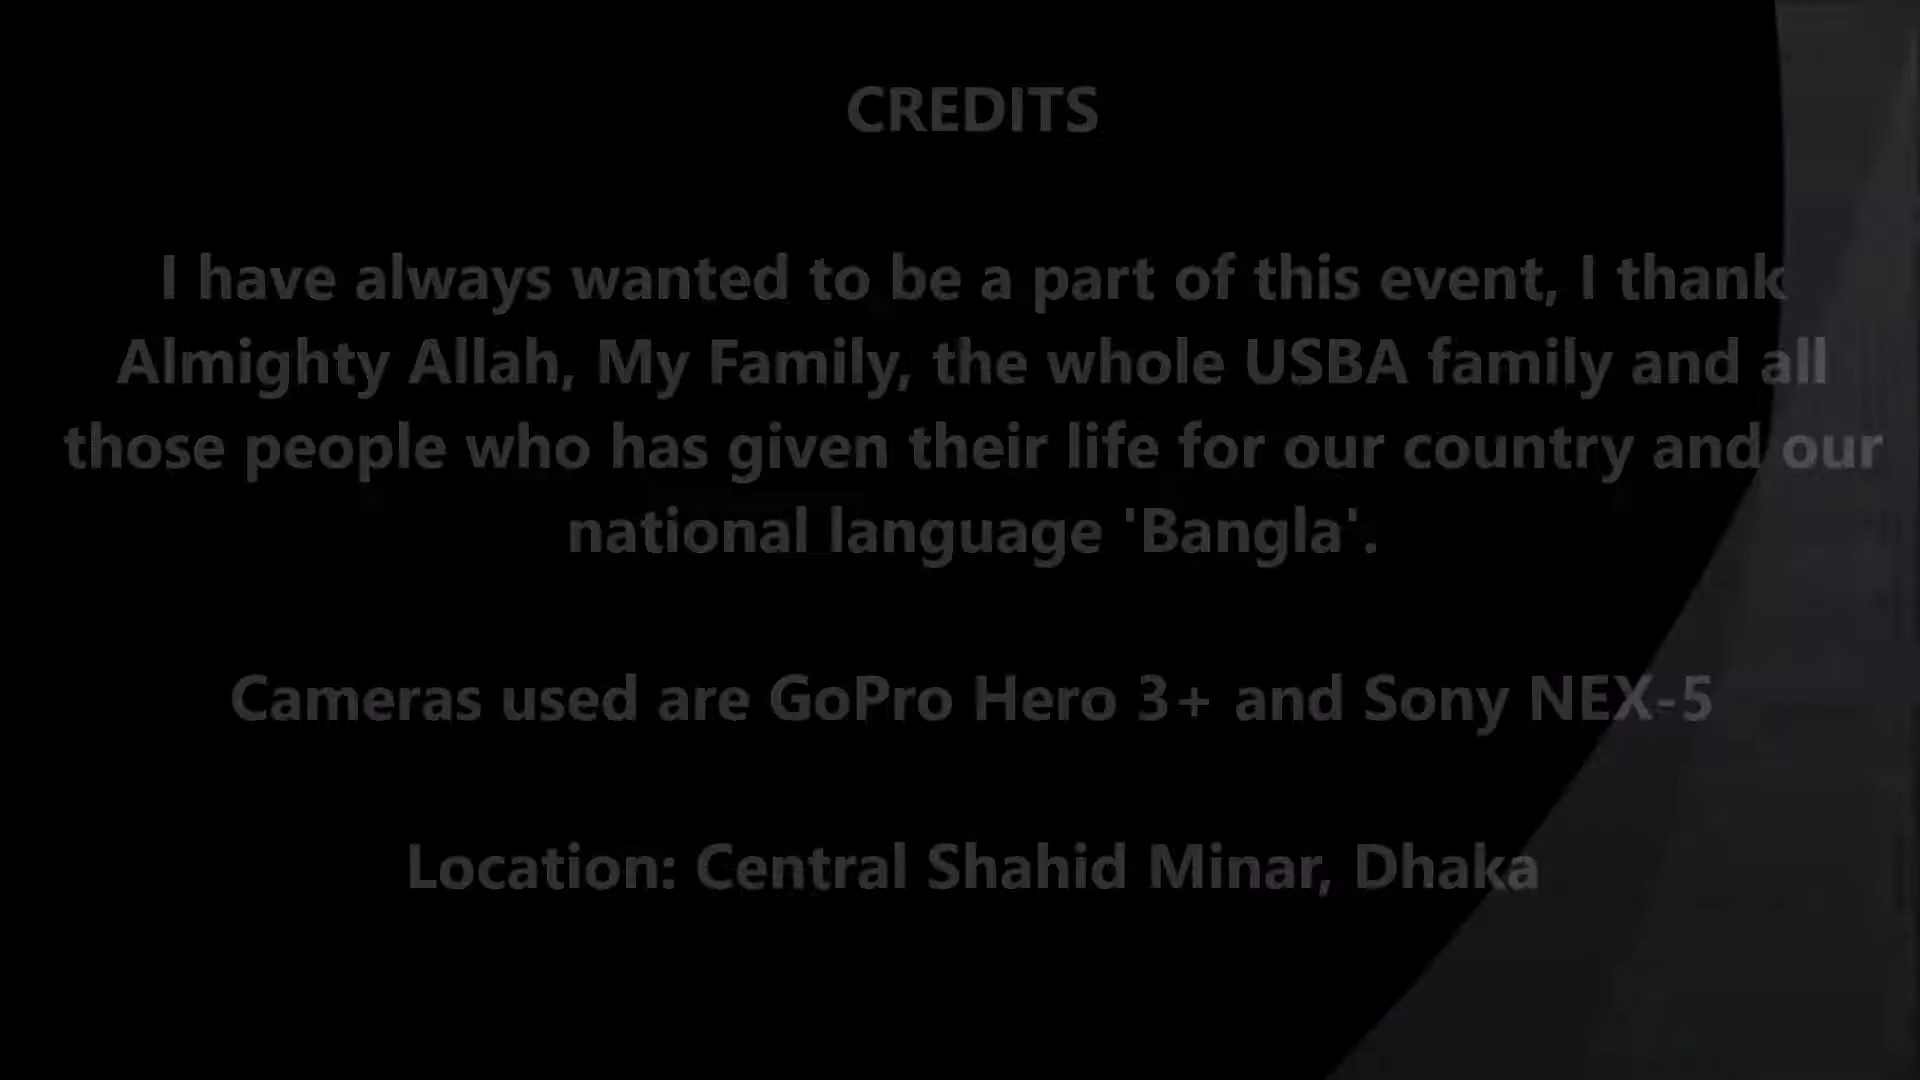 CREDITS
I have always wanted to be a part of this event, I thank
Almighty Allah, My Family, the whole USBA family and all
those people who has given their life for our country and our
national language 'Bangla'.
Cameras used are GoPro Hero 3+ and Sony NEX-5
Location: Central Shahid Minar, Dhaka